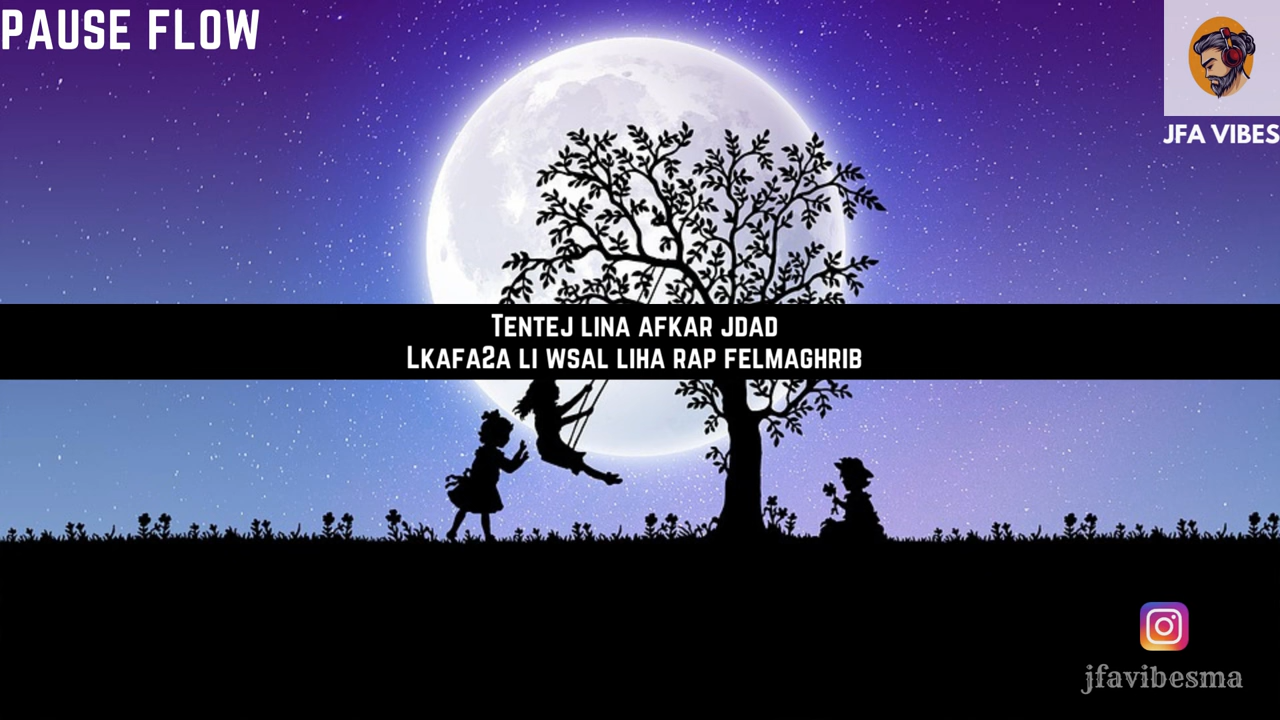 PAUSE FLOW
JFA VIBES
TENTEJ LINA AFKAR JDAD
LKAFA2A LI WSAL LIHA RAP FELMAGHRIB
jfavibesma